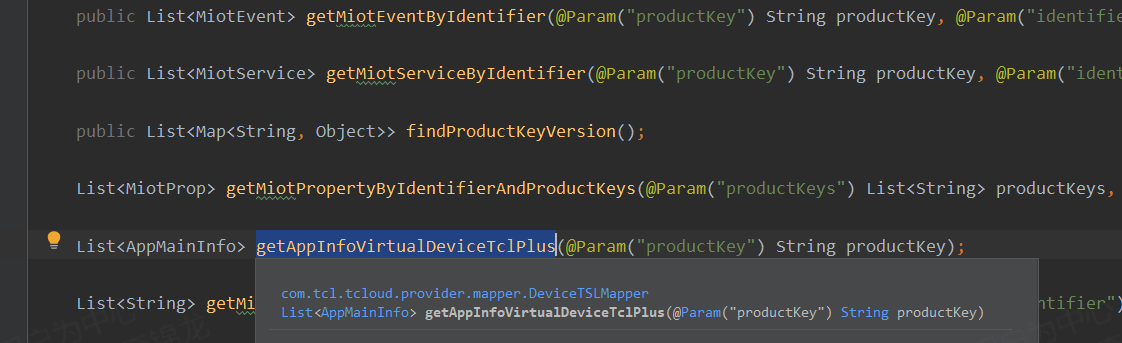 public List<MiotEvent> getMiotEventByIdentifier(@Param("productKey") String productKey, @Param("identifie
public List<MiotService> getMiotServiceByIdentifier(@Param("productKey") String productKey, @Param("ident
public List<Map<String, Object>> findProductKeyVersion();
List<MiotProp> getMiotPropertyByIdentifierAndProductKeys(@Param("productKeys") List<String> productKeys,
List<AppMainInfo> getAppInfoVirtualDeviceTclPlus(@Param("productKey") String productKey);
com.tcl.tcloud.provider.mapper.DeviceTSLMapper
List<AppMainInfo> getAppInfoVirtualDeviceTclPlus(@Param("productKey") String productKey)
List<String> getMi ntifier")